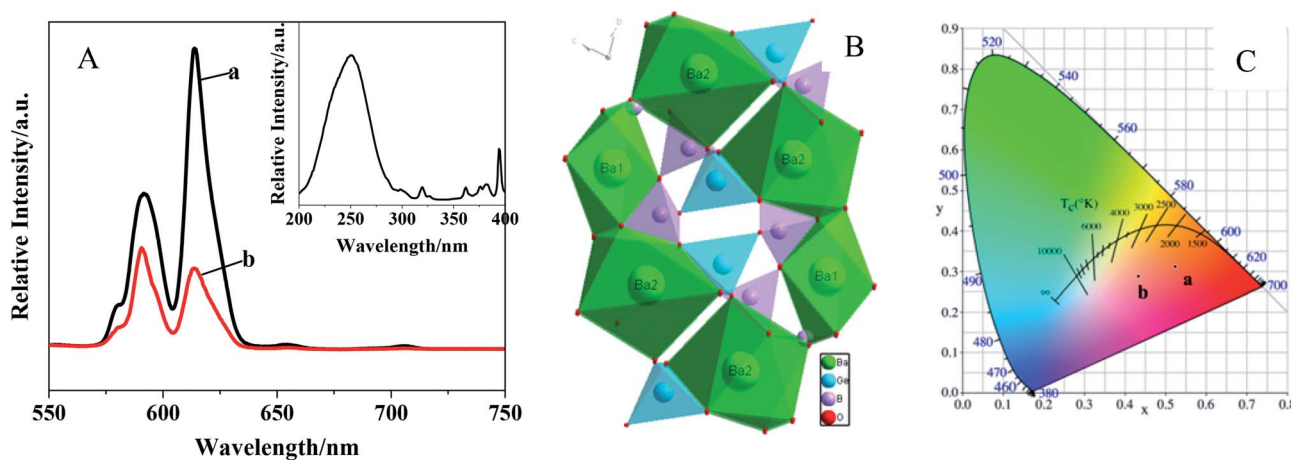 A
a
b
Relative Intensity/a.u.
550 600 650 700 750
Wavelength/nm
Relative Intensity/a.u.
200 250 300 350 400
Wavelength/nm
B
c
b
Ba2
Ba2
Ba1
Ba2
Ba1
Ba2
Ba
Ge
B
O
C
0.9
0.8
0.7
0.6
0.5
y
0.4
0.3
0.2
0.1
0.0
0.0 0.1 0.2 0.3 0.4 0.5 0.6 0.7 0.8
x
520
540
560
500
580
600
620
700
490
480
470
460
380
Tc(°K)
∞
10000
6000
4000
3000
2500
2000
1500
a
b